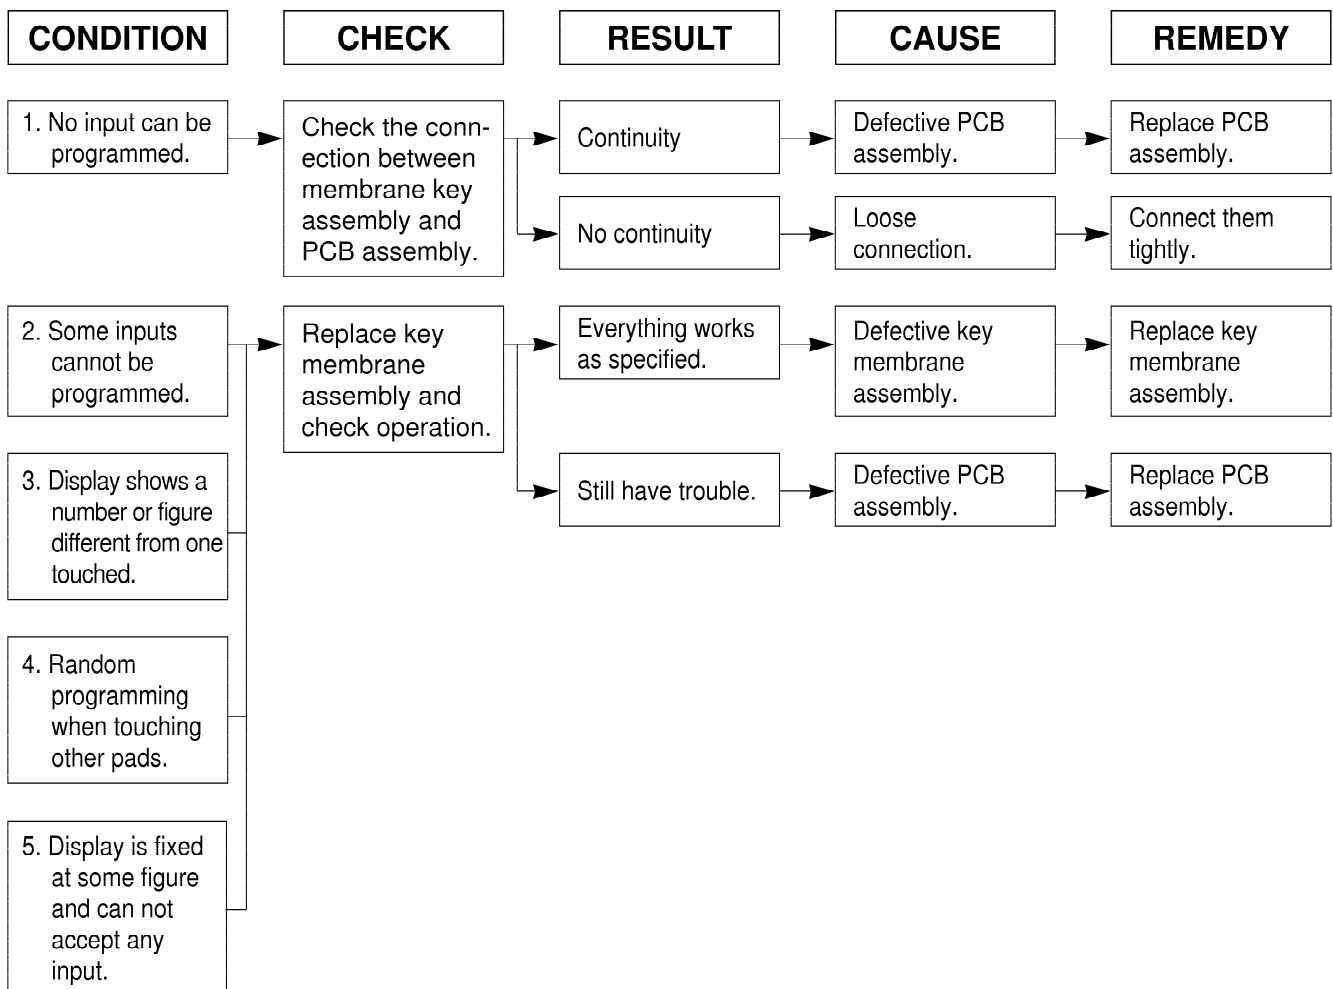 CONDITION
CHECK
RESULT
CAUSE
REMEDY
1. No input can be
programmed.
Check the conn-
ection between
membrane key
assembly and
PCB assembly.
Continuity
Defective PCB
assembly.
Replace PCB
assembly.
No continuity
Loose
connection.
Connect them
tightly.
2. Some inputs
cannot be
programmed.
Replace key
membrane
assembly and
check operation.
Everything works
as specified.
Defective key
membrane
assembly.
Replace key
membrane
assembly.
Still have trouble.
Defective PCB
assembly.
Replace PCB
assembly.
3. Display shows a
number or figure
different from one
touched.
4. Random
programming
when touching
other pads.
5. Display is fixed
at some figure
and can not
accept any
input.